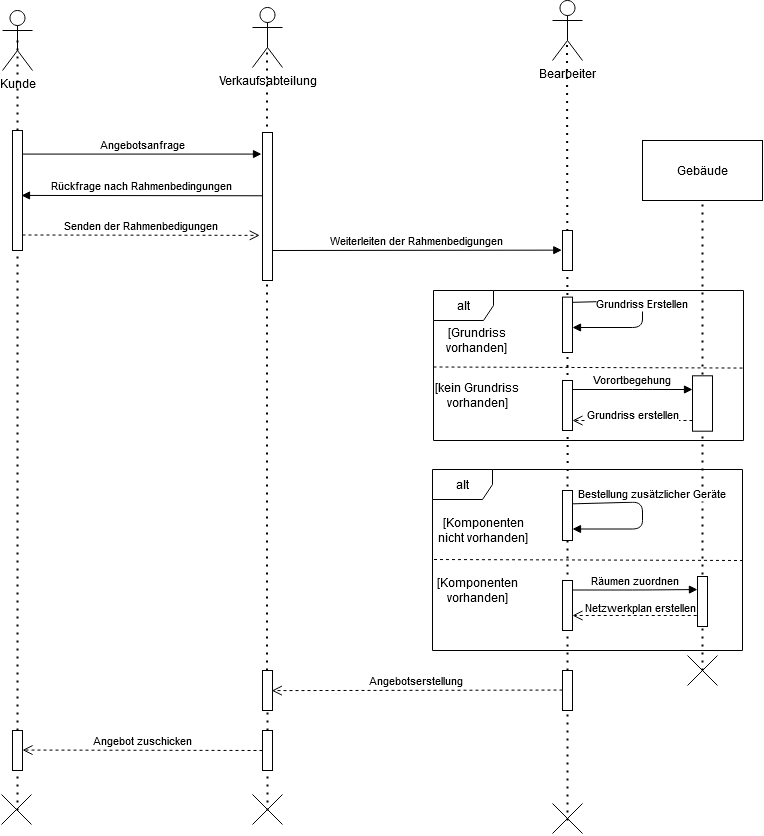 Kunde
Verkaufsabteilung
Bearbeiter
Gebäude
Angebotsanfrage
Rückfrage nach Rahmenbedingungen
Senden der Rahmenbedigungen
Weiterleiten der Rahmenbedigungen
alt
Grundriss Erstellen
[Grundriss
vorhanden]
[kein Grundriss
vorhanden]
Vorortbegehung
Grundriss erstellen
alt
Bestellung zusätzlicher Geräte
[Komponenten
nicht vorhanden]
[Komponenten
vorhanden]
Räumen zuordnen
Netzwerkplan erstellen
Angebotserstellung
Angebot zuschicken